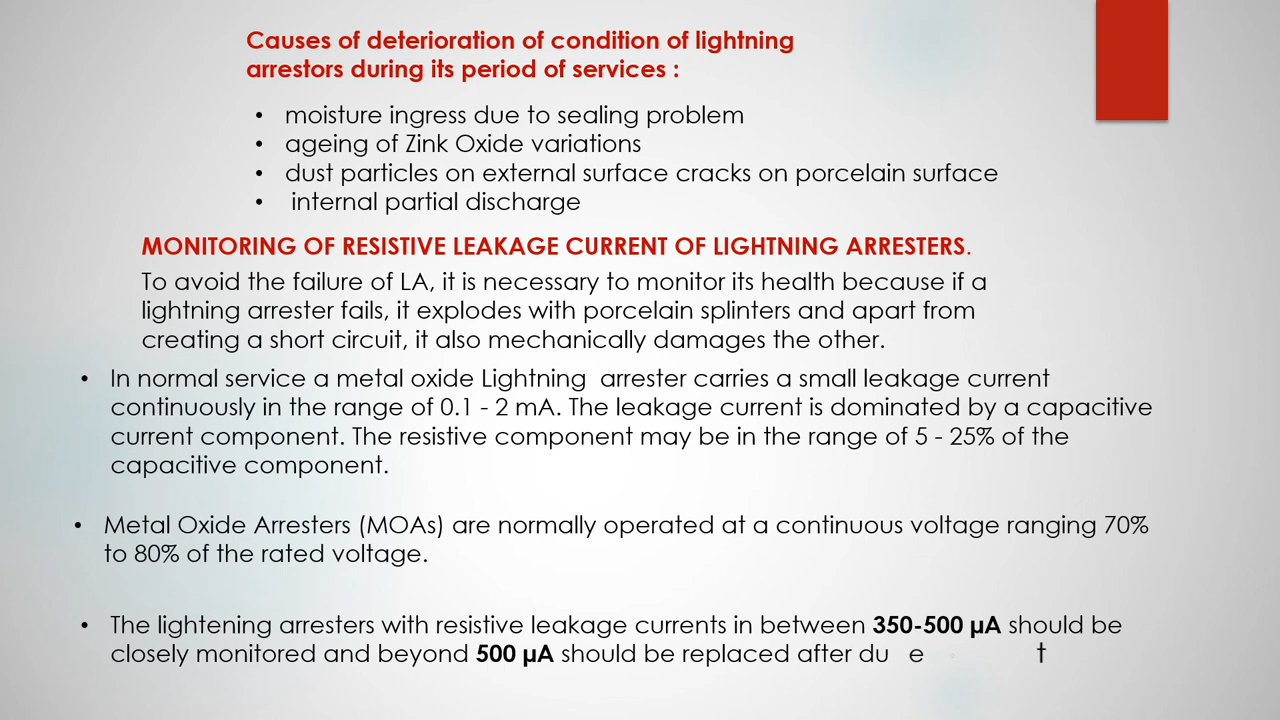 Causes of deterioration of condition of lightning
arrestors during its period of services :
• moisture ingress due to sealing problem
• ageing of Zink Oxide variations
• dust particles on external surface cracks on porcelain surface
• internal partial discharge
MONITORING OF RESISTIVE LEAKAGE CURRENT OF LIGHTNING ARRESTERS.
To avoid the failure of LA, it is necessary to monitor its health because if a
lightning arrester fails, it explodes with porcelain splinters and apart from
creating a short circuit, it also mechanically damages the other.
• In normal service a metal oxide Lightning arrester carries a small leakage current
continuously in the range of 0.1 - 2 mA. The leakage current is dominated by a capacitive
current component. The resistive component may be in the range of 5 - 25% of the
capacitive component.
• Metal Oxide Arresters (MOAs) are normally operated at a continuous voltage ranging 70%
to 80% of the rated voltage.
• The lightening arresters with resistive leakage currents in between 350-500 µA should be
closely monitored and beyond 500 µA should be replaced after du e t